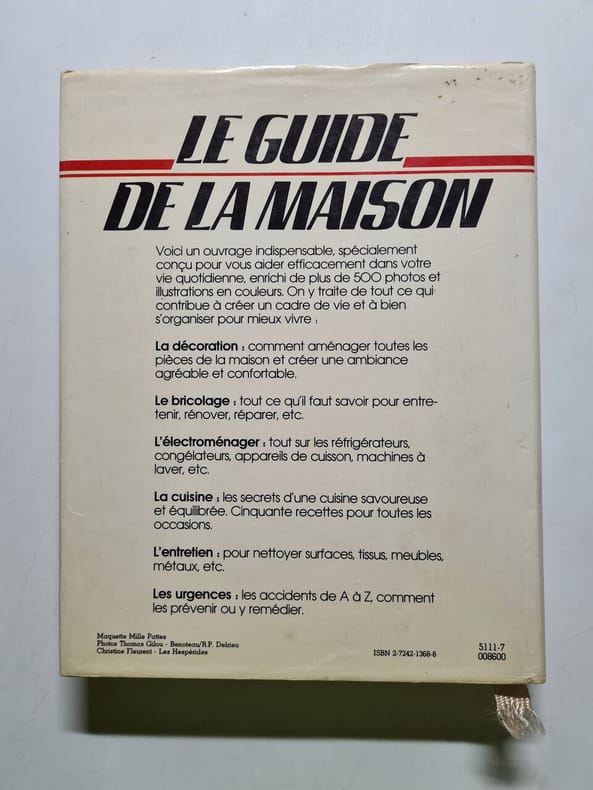 LE GUIDE
DE LA MAISON
Voici un ouvrage indispensable, spécialement
conçu pour vous aider efficacement dans votre
vie quotidienne, enrichi de plus de 500 photos et
illustrations en couleurs. On y traite de tout ce qui
contribue à créer un cadre de vie et à bien
s'organiser pour mieux vivre :
La décoration : comment aménager toutes les
pièces de la maison et créer une ambiance
agréable et confortable.
Le bricolage : tout ce qu'il faut savoir pour entre-
tenir, rénover, réparer, etc.
L'électroménager : tout sur les réfrigérateurs,
congélateurs, appareils de cuisson, machines à
laver, etc.
La cuisine : les secrets d'une cuisine savoureuse
et équilibrée. Cinquante recettes pour toutes les
occasions.
L'entretien : pour nettoyer surfaces, tissus, meubles,
métaux, etc.
Les urgences : les accidents de A à Z, comment
les prévenir ou y remédier.
Maquette Mille Pattes
Photos Thomas Gilou - Benoteau/R.P. Delrieu
Christine Fleurent - Les Hespérides
ISBN 2-7242-1368-8
5111-7
008600